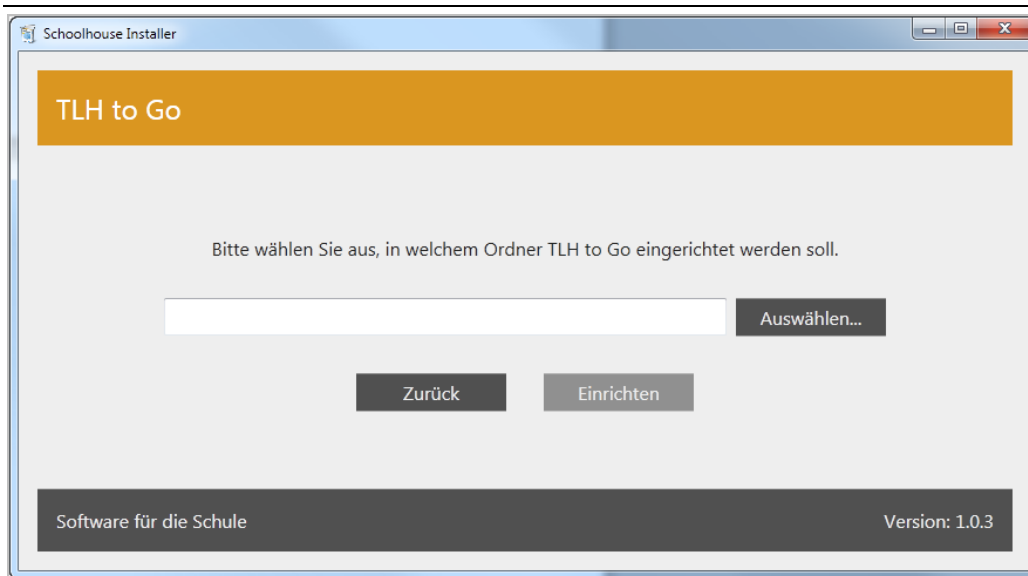 Schoolhouse Installer
TLH to Go
Bitte wählen Sie aus, in welchem Ordner TLH to Go eingerichtet werden soll.
Auswählen...
Zurück Einrichten
Software für die Schule Version: 1.0.3